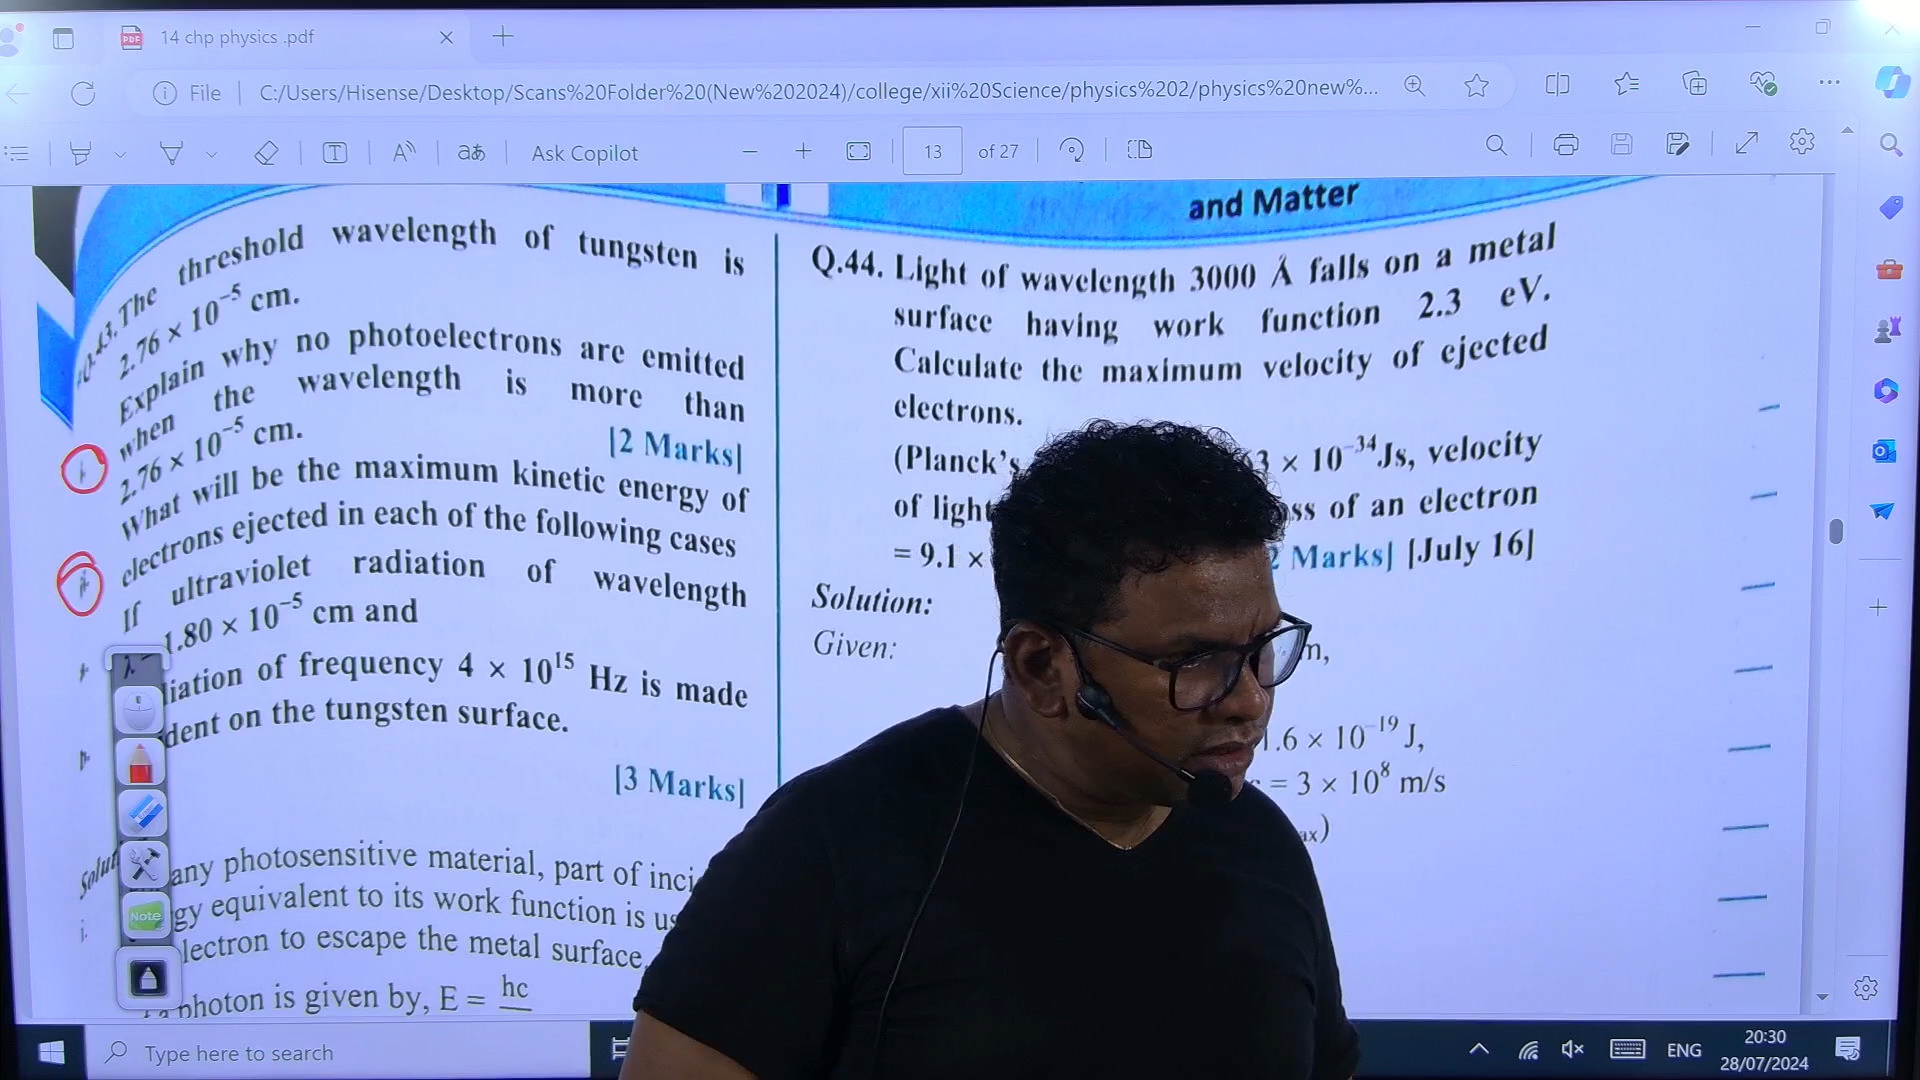 14 chp physics .pdf
File
C:/Users/Hisense/Desktop/Scans%20Folder%20(New%202024)/college/xii%20Science/physics%202/physics%20new%...
Ask Copilot
13 of 27
and Matter
Q.43. The threshold wavelength of tungsten is
2.76 × 10⁻⁵ cm.
Explain why no photoelectrons are emitted
when the wavelength is more than
2.76 × 10⁻⁵ cm.
[2 Marks]
What will be the maximum kinetic energy of
electrons ejected in each of the following cases
If ultraviolet radiation of wavelength
1.80 × 10⁻⁵ cm and
diation of frequency 4 × 10¹⁵ Hz is made
dent on the tungsten surface.
[3 Marks]
Solut
i.
any photosensitive material, part of inci
gy equivalent to its work function is us
lectron to escape the metal surface.
photon is given by, E = hc
Q.44. Light of wavelength 3000 Å falls on a metal
surface having work function 2.3 eV.
Calculate the maximum velocity of ejected
electrons.
(Planck's 3 × 10⁻³⁴Js, velocity
of light ss of an electron
= 9.1 × 2 Marks] [July 16]
Solution:
Given:
m,
1.6 × 10⁻¹⁹ J,
= 3 × 10⁸ m/s
ax)
Note
Type here to search
ENG
20:30
28/07/2024